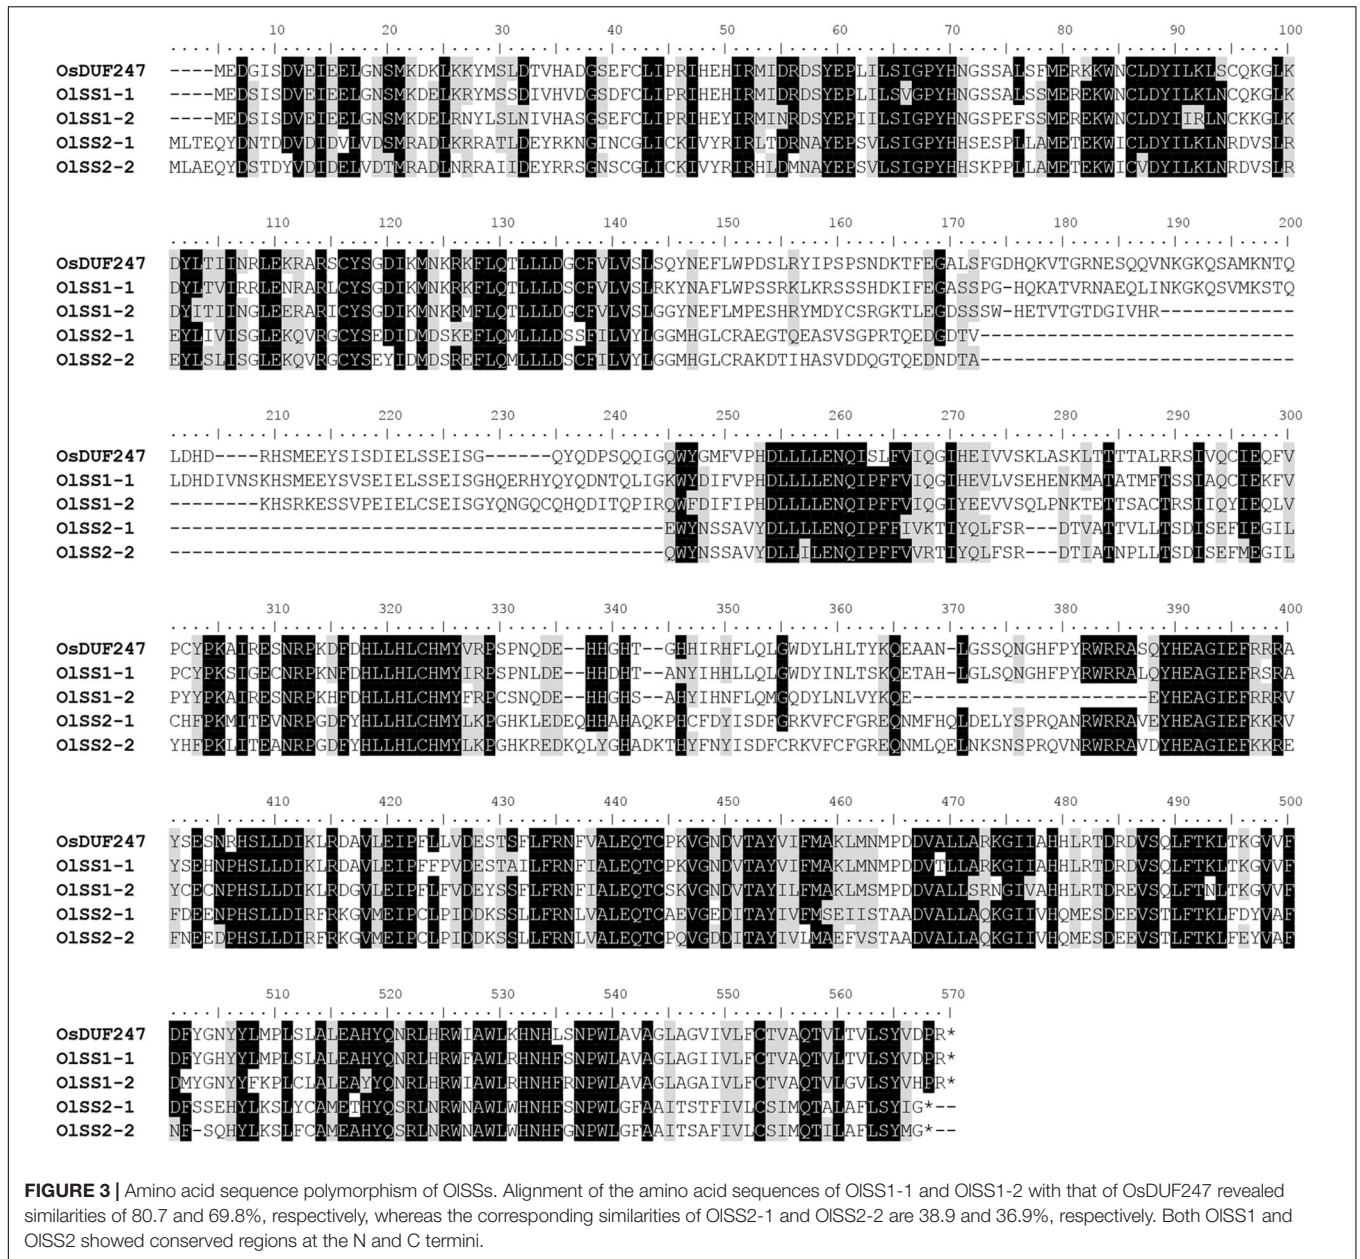 10 20 30 40 50 60 70 80 90 100
OsDUF247 ----MEDGISDVEIEELGNSMKDKLKKYMSLDTVHADGSEFCLIPRIHEHIRMIDRDSYEPLILSIGPYHNGSSALSFMERKKWNCLDYILKLSCQKGLK
OlSS1-1 ----MEDSISDVEIEELGNSMKDELKRYMSSDIVHVDGSDFCLIPRIHEHIRMIDRDSYEPLILSVGPYHNGSSALSSMEREKWNCLDYILKLNCQKGLK
OlSS1-2 ----MEDSISDVEIEELGNSMKDELRNYLSLNIVHASGSEFCLIPRIHEYIRMINRDSYEPIILSIGPYHNGSPEFSSMEREKWNCLDYIIRLNCKKGLK
OlSS2-1 MLTEQYDNTDDVDIDVLVDSMRADLKRRATLDEYRKNGINCGLICKIVYRIRLTDRNAYEPSVLSIGPYHHSESPLLAMETEKWICLDYILKLNRDVSLR
OlSS2-2 MLAEQYDSTDYVDIDELVDTMRADLNRRAIIDEYRRSGNSCGLICKIVYRIRHLDMNAYEPSVLSIGPYHHSKPPLLAMETEKWICVDYILKLNRDVSLR
110 120 130 140 150 160 170 180 190 200
OsDUF247 DYLTIINRLEKRARSCYSGDIKMNKRKFLQTLLLDGCFVLVSLSQYNEFLWPDSLRYIPSPSNDKTFEGALSFGDHQKVTGRNESQQVNKGKQSAMKNTQ
OlSS1-1 DYLTVIRRLENRARLCYSGDIKMNKRKFLQTLLLDSCFVLVSLRKYNAFLWPSSRKLKRSSSHDKIFEGASSPG-HQKATVRNAEQLINKGKQSVMKSTQ
OlSS1-2 DYITIINGLEERARICYSGDIKMNKRMFLQTLLLDGCFVLVSLGGYNEFLMPESHRYMDYCSRGKTLEGDSSSW-HETVTGTDGIVHR------------
OlSS2-1 EYLIVISGLEKQVRGCYSEDIDMDSKEFLQMLLLDSSFILVYLGGMHGLCRAEGTQEASVSGPRTQEDGDTV----------------------------
OlSS2-2 EYLSLISGLEKQVRGCYSEYIDMDSREFLQMLLLDSCFILVYLGGMHGLCRAKDTIHASVDDQGTQEDNDTA----------------------------
210 220 230 240 250 260 270 280 290 300
OsDUF247 LDHD----RHSMEEYSISDIELSSEISG------QYQDPSQQIGQWYGMFVPHDLLLLENQISLFVIQGIHEIVVSKLASKLTTTTALRRSIVQCIEQFV
OlSS1-1 LDHDIVNSKHSMEEYSVSEIELSSEISGHQERHYQYQDNTQLIGKWYDIFVPHDLLLLENQIPFFVIQGIHEVLVSEHENKMATATMFTSSIAQCIEKFV
OlSS1-2 --------KHSRKESSVPEIELCSEISGYQNGQCQHQDITQPIRQWFDIFIPHDLLLLENQIPFFVIQGIYEEVVSQLPNKTETTSACTRSIIQYIEQLV
OlSS2-1 --------------------------------------------EWYNSSAVYDLLLLENQIPFFIVKTIYQLFSR---DTVATTVLLTSDISEFIEGIL
OlSS2-2 --------------------------------------------QWYNSSAVYDLLILENQIPFFVVRTIYQLFSR---DTIATNPLLTSDISEFMEGIL
310 320 330 340 350 360 370 380 390 400
OsDUF247 PCYPKAIRESNRPKDFDHLLHLCHMYVRPSPNQDE--HHGHT--GHHIRHFLQLGWDYLHLTYKQEAAN-LGSSQNGHFPYRWRRASQYHEAGIEFRRRA
OlSS1-1 PCYPKSIGECNRPKNFDHLLHLCHMYIRPSPNLDE--HHDHT--ANYIHHLLQLGWDYINLTSKQETAH-LGLSQNGHFPYRWRRALQYHEAGIEFRSRA
OlSS1-2 PYYPKAIRESNRPKDFDHLLHLCHMYFRPCSNQDE--HHGHS--AHYIHNFLQMGQDYLNLVYKQE---------------------EYHEAGIEFRRRV
OlSS2-1 CHFPKMITEVNRPGDFYHLLHLCHMYLKPGHKLEDEQHHAHAQKPHCFDYISDFGRKVFCFGREQNMFHQLDELYSPRQANRWRRAVEYHEAGIEFKKRV
OlSS2-2 YHFPKLITEANRPGDFYHLLHLCHMYLKPGHKREDKQLYGHADKTHYFNYISDFCRKVFCFGREQNMLQELNKSNSPRQVNRWRRAVDYHEAGIEFKKRE
410 420 430 440 450 460 470 480 490 500
OsDUF247 YSESNRHSLLDIKLRDAVLEIPFLLVDESTSFLFRNFVALEQTCPKVGNDVTAYVIFMAKLMNMPDDVALLARKGIIAHHLRTDRDVSQLFTKLTKGVVF
OlSS1-1 YSEHNPHSLLDIKLRDAVLEIPFFPVDESTAILFRNFIALEQTCPKVGNDVTAYVIFMAKLMNMPDDVTLLARKGIIAHHLRTDRDVSQLFTKLTKGVVF
OlSS1-2 YCECNPHSLLDIKLRDGVLEIPFLFVDEYSSFLFRNFIALEQTCSKVGNDVTAYILFMAKLMSMPDDVALLSRNGIVAHHLRTDREVSQLFTNLTKGVVF
OlSS2-1 FDEENPHSLLDIRFRKGVMEIPCLPIDDKSSLLFRNLVALEQTCAEVGEDITAYIVFMSEIISTAADVALLAQKGIIVHQMESDEEVSTLFTKLFDYVAF
OlSS2-2 FNEEDPHSLLDIRFRKGVMEIPCLPIDDKSSLLFRNLVALEQTCPQVGDDITAYIVLMAEFVSTAADVALLAQKGIIVHQMESDEEVSTLFTKLFEYVAF
510 520 530 540 550 560 570
OsDUF247 DFYGNYYLMPLSLALEAHYQNRLHRWIAWLKHNHLSNPWLAVAGLAGVIVLFCTVAQTVLTVLSYVDPR*
OlSS1-1 DFYGHYYLMPLSLALEAHYQNRLHRWFAWLRHNHFSNPWLAVAGLAGIIVLFCTVAQTVLTVLSYVDPR*
OlSS1-2 DMYGNYYFKPLCLALEAYYQNRLHRWIAWLRHNHFRNPWLAVAGLAGAIVLFCTVAQTVLGVLSYVHPR*
OlSS2-1 DFSSEHYLKSLYCAMETHYQSRLNRWNAWLWHNHFSNPWLGFAAITSTFIVLCSIMQTALAFLSYIG*--
OlSS2-2 NF-SQHYLKSLFCAMEAHYQSRLNRWNAWLWHNHFGNPWLGFAAITSAFIVLCSIMQTILAFLSYMG*--
FIGURE 3 | Amino acid sequence polymorphism of OlSSs. Alignment of the amino acid sequences of OlSS1-1 and OlSS1-2 with that of OsDUF247 revealed
similarities of 80.7 and 69.8%, respectively, whereas the corresponding similarities of OlSS2-1 and OlSS2-2 are 38.9 and 36.9%, respectively. Both OlSS1 and
OlSS2 showed conserved regions at the N and C termini.